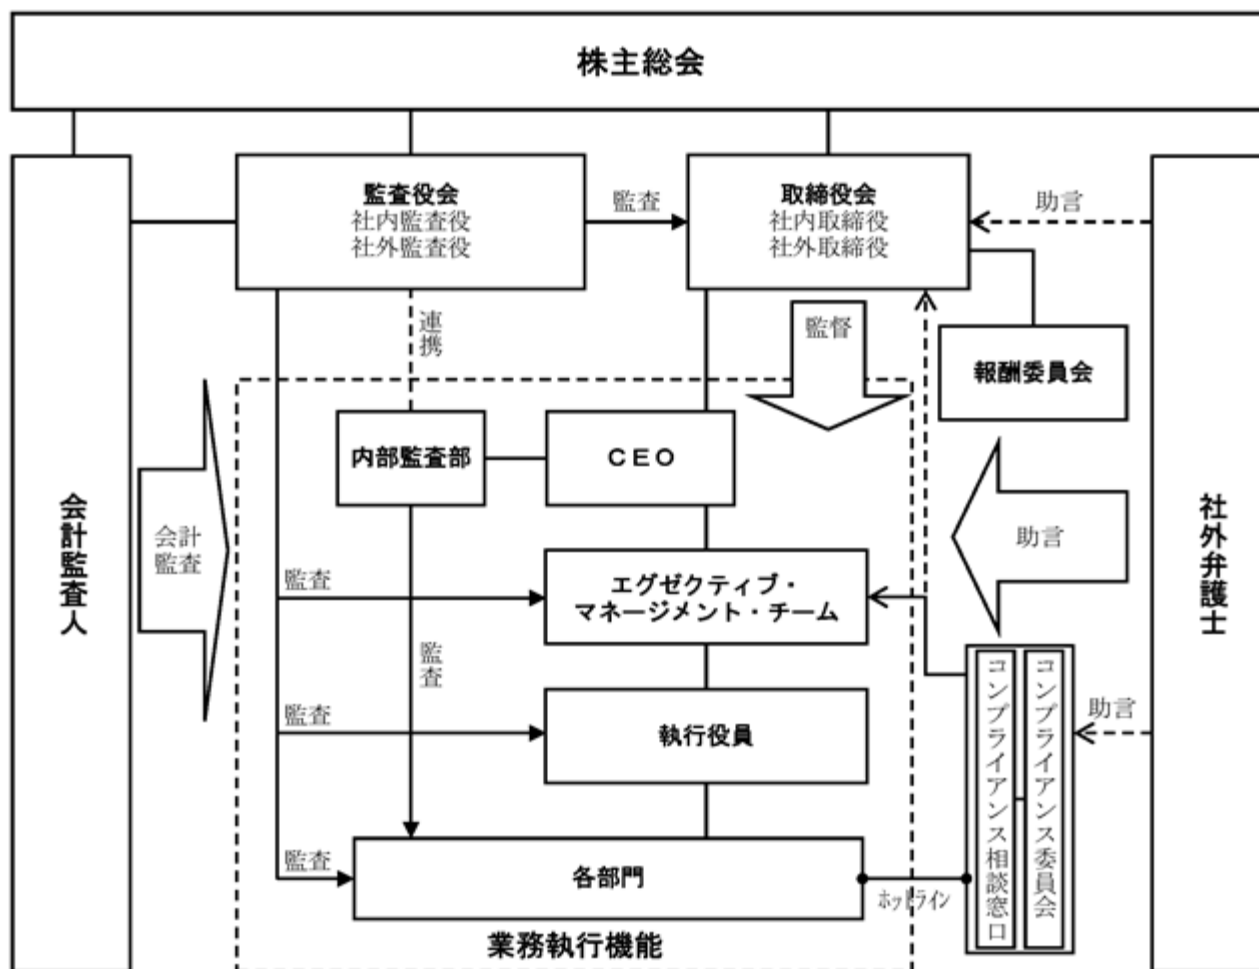 株主総会
監査役会
社内監査役
社外監査役
監査
取締役会
社内取締役
社外取締役
助言
連携
監督
報酬委員会
内部監査部
CEO
会計監査人
会計
監査
助言
社外弁護士
監査
エグゼクティブ・
マネージメント・チーム
監査
監査
執行役員
コンプライアンス相談窓口
コンプライアンス委員会
助言
監査
各部門
ホットライン
業務執行機能